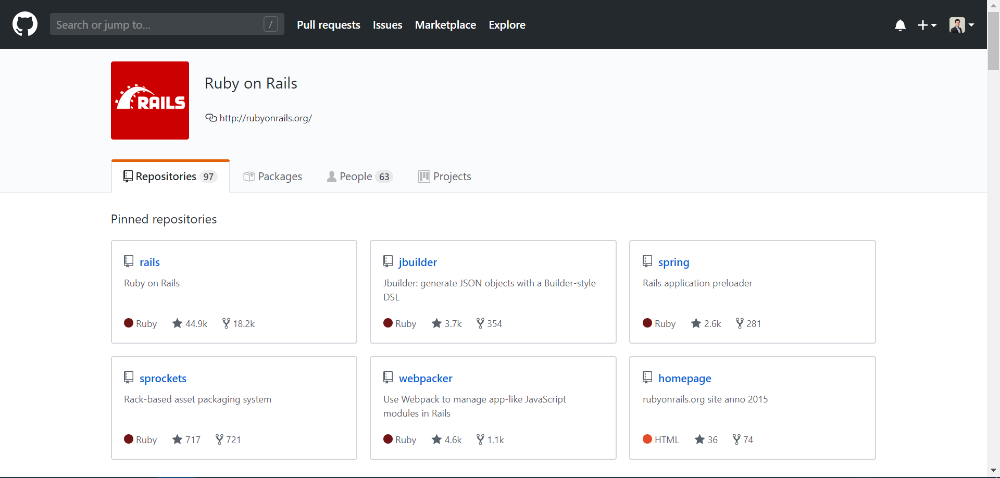 Search or jump to... /
Pull requests Issues Marketplace Explore
RAILS
Ruby on Rails
http://rubyonrails.org/
Repositories 97 Packages People 63 Projects
Pinned repositories
rails
Ruby on Rails
Ruby 44.9k 18.2k
jbuilder
Jbuilder: generate JSON objects with a Builder-style
DSL
Ruby 3.7k 354
spring
Rails application preloader
Ruby 2.6k 281
sprockets
Rack-based asset packaging system
Ruby 717 721
webpacker
Use Webpack to manage app-like JavaScript
modules in Rails
Ruby 4.6k 1.1k
homepage
rubyonrails.org site anno 2015
HTML 36 74